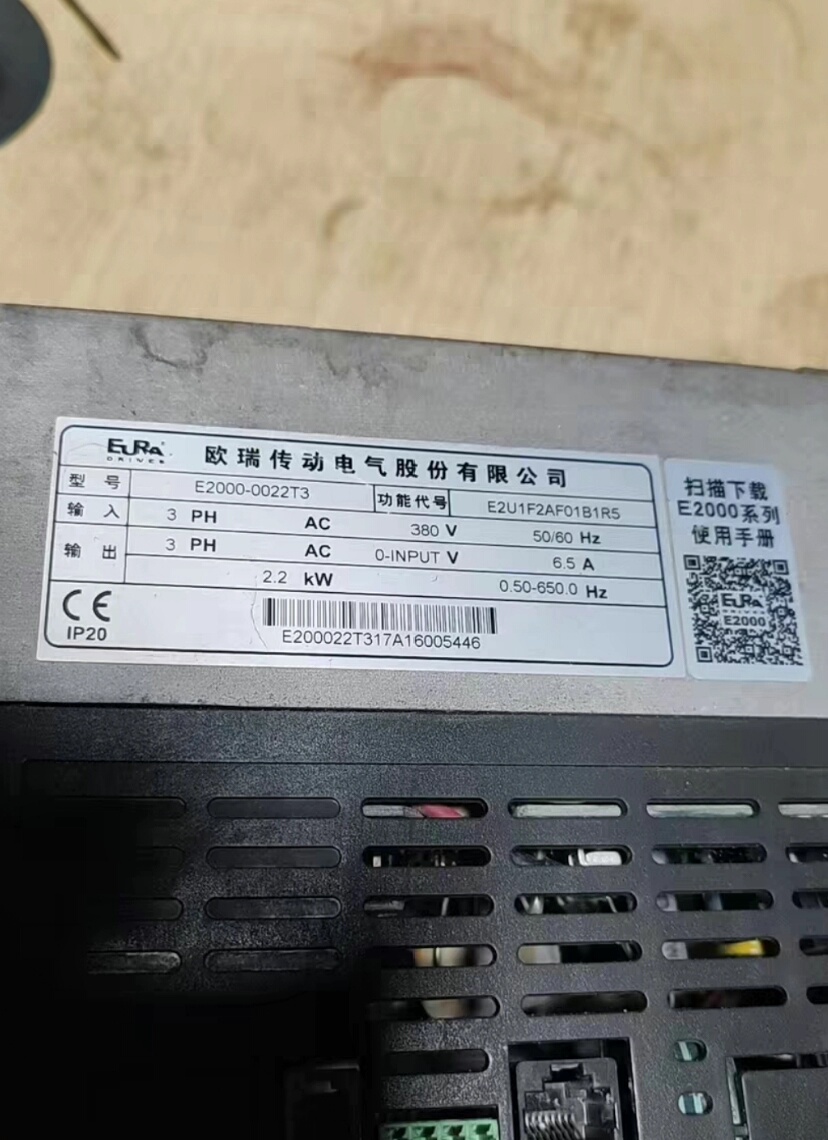 EURA 欧瑞传动电气股份有限公司
DRIVES
型号 E2000-0022T3 功能代号 E2U1F2AF01B1R5
输入 3 PH AC 380 V 50/60 Hz
输出 3 PH AC 0-INPUT V 6.5 A
2.2 kW 0.50-650.0 Hz
CE
IP20
E200022T317A16005446
扫描下载
E2000系列
使用手册
EURA
E2000